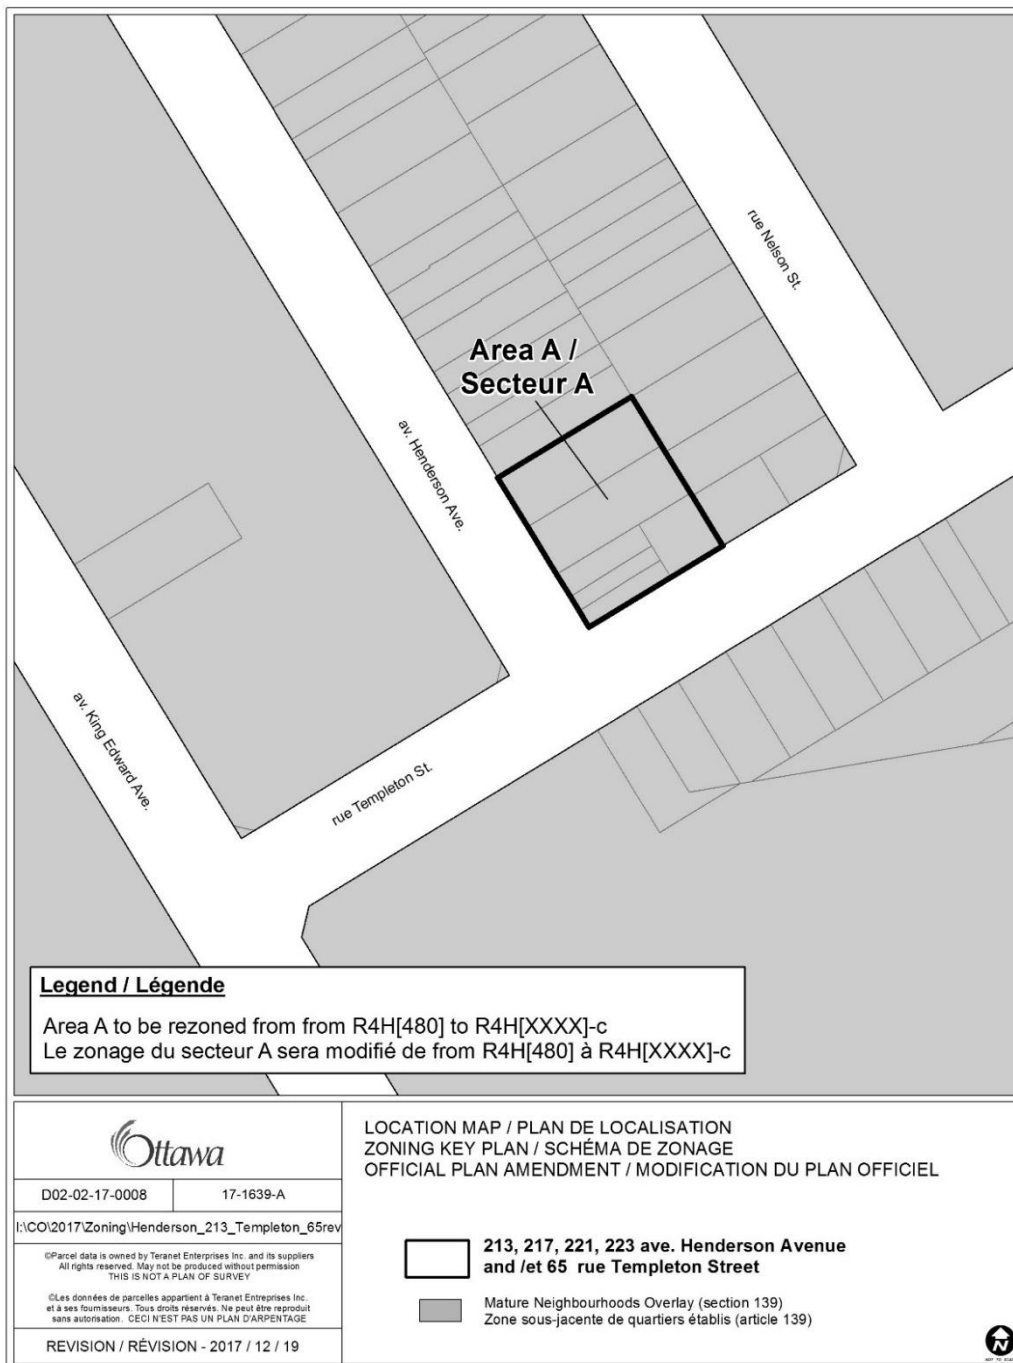 rue Nelson St.
Area A /
Secteur A
av. Henderson Ave.
av. King Edward Ave.
rue Templeton St.
Legend / Légende
Area A to be rezoned from from R4H[480] to R4H[XXXX]-c
Le zonage du secteur A sera modifié de from R4H[480] à R4H[XXXX]-c
Ottawa
D02-02-17-0008
17-1639-A
I:\CO\2017\Zoning\Henderson_213_Templeton_65rev
©Parcel data is owned by Teranet Enterprises Inc. and its suppliers
All rights reserved. May not be produced without permission
THIS IS NOT A PLAN OF SURVEY
©Les données de parcelles appartient à Teranet Entreprises Inc.
et à ses fournisseurs. Tous droits réservés. Ne peut être reproduit
sans autorisation. CECI N'EST PAS UN PLAN D'ARPENTAGE
REVISION / RÉVISION - 2017 / 12 / 19
LOCATION MAP / PLAN DE LOCALISATION
ZONING KEY PLAN / SCHÉMA DE ZONAGE
OFFICIAL PLAN AMENDMENT / MODIFICATION DU PLAN OFFICIEL
213, 217, 221, 223 ave. Henderson Avenue
and /et 65 rue Templeton Street
Mature Neighbourhoods Overlay (section 139)
Zone sous-jacente de quartiers établis (article 139)
N
NOT TO SCALE